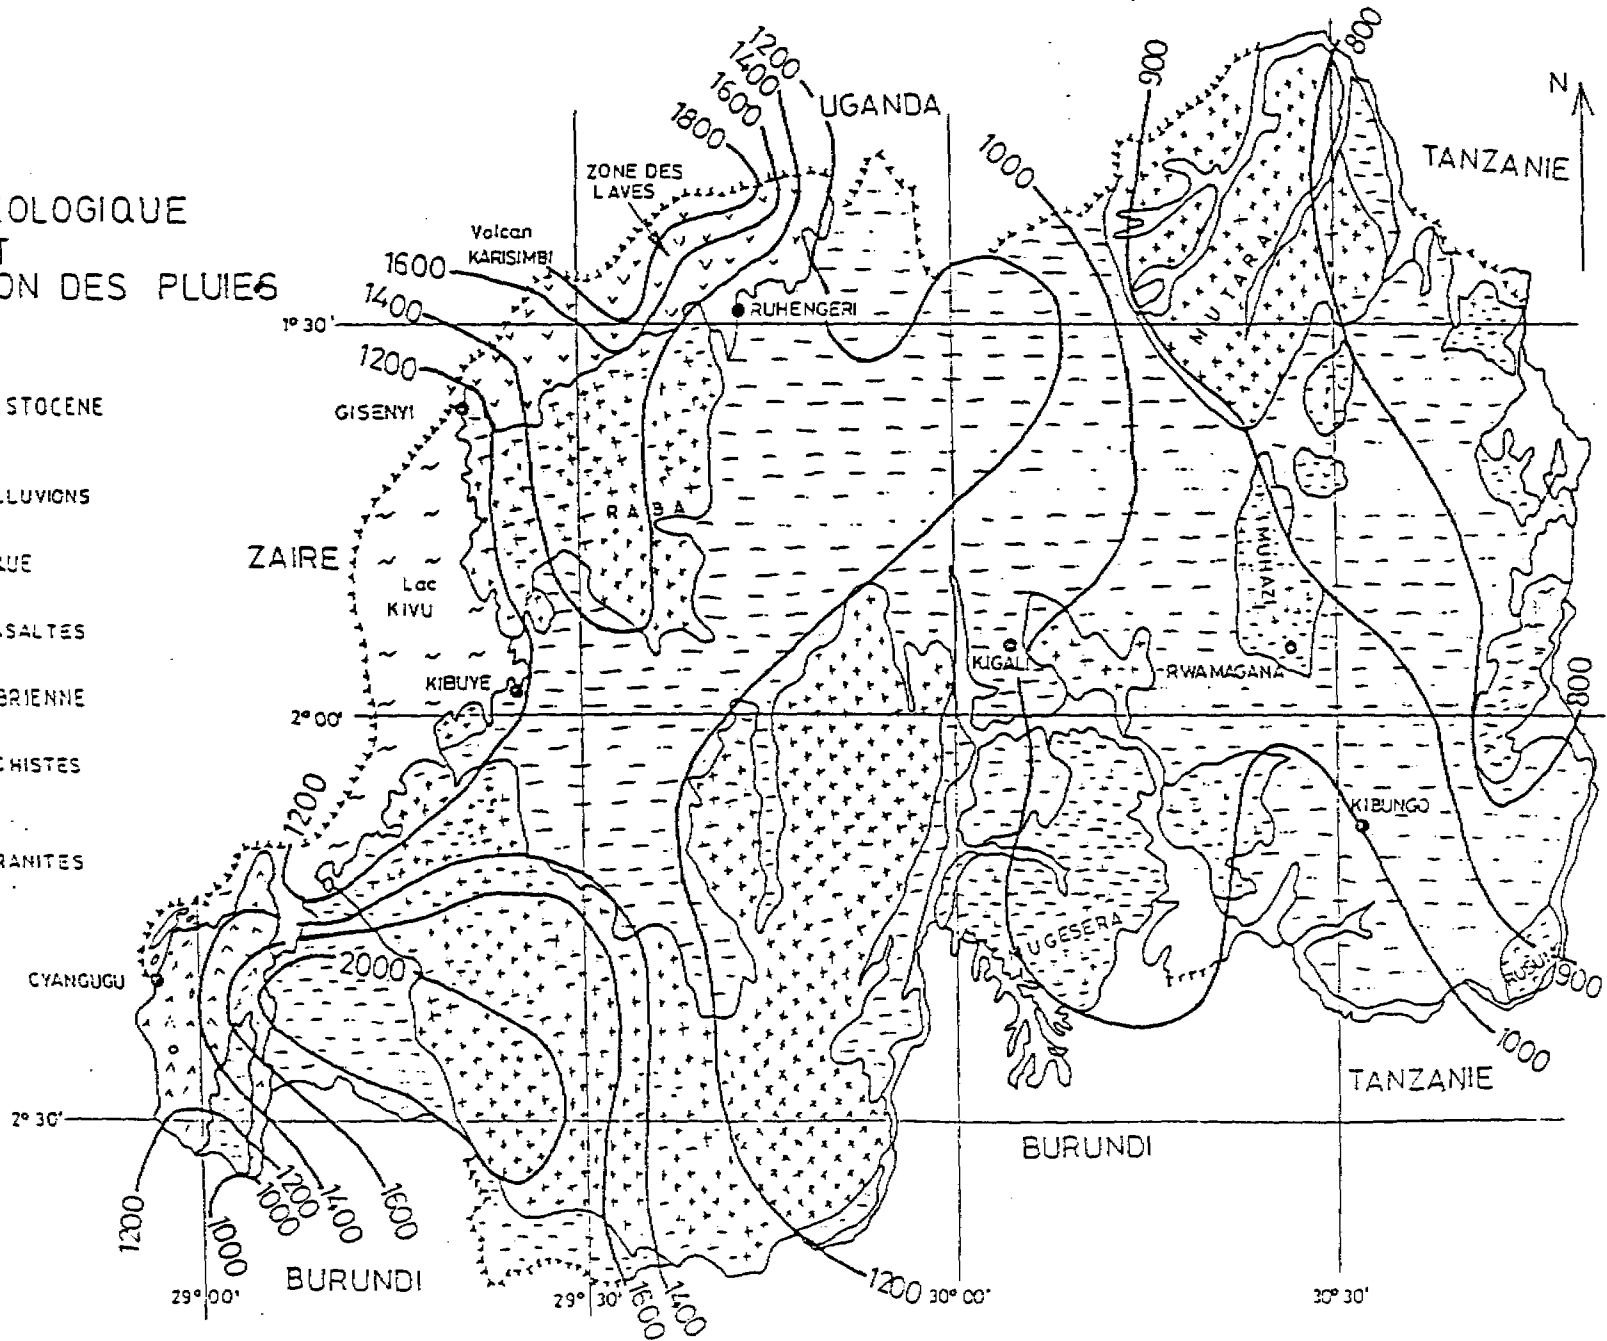 OLOGIQUE
T
ON DES PLUIES
STOCENE
LLUVIONS
QUE
SALTES
BRIENNE
CHISTES
RANITES
N
UGANDA
TANZANIE
ZONE DES
LAVES
Volcan
KARISIMBI
1200
1400
1600
1800
1600
1400
1200
900
800
1000
1° 30'
RUHENGERI
GISENYI
MUTARA
RABA
ZAIRE
Lac
KIVU
MUHAZI
KIBUYE
KIGALI
RWAMAGANA
2° 00'
800
1200
KIBUNGO
UGESERA
CYANGUGU
2000
900
1000
TANZANIE
2° 30'
BURUNDI
1200
1000
1000
1200
1400
1600
BURUNDI
1600
1400
1200
29° 00'
29° 30'
30° 00'
30° 30'